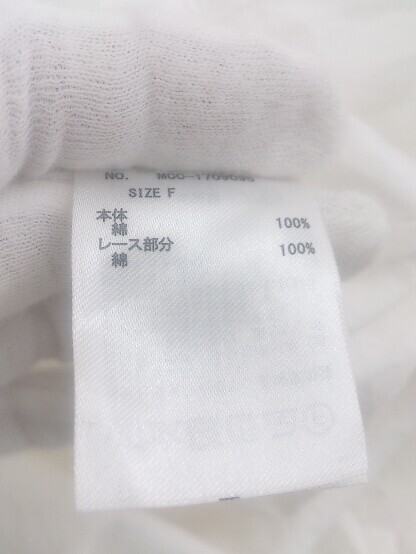 NO.
SIZE F
本体
綿 100%
レース部分
綿 100%